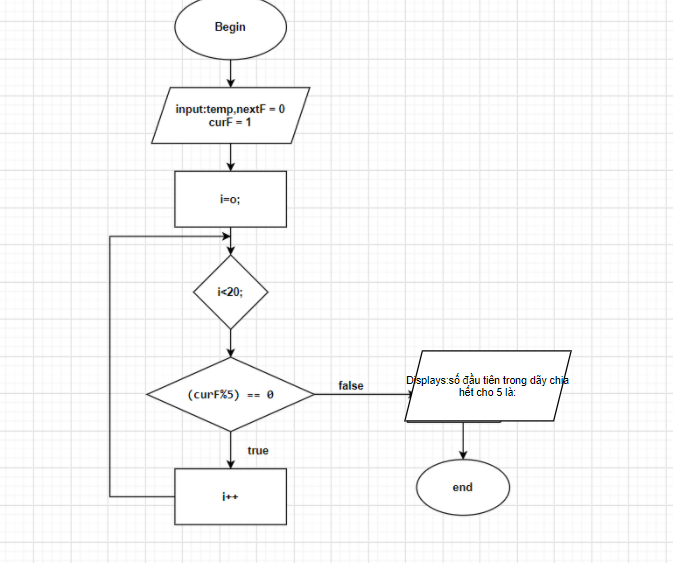 Begin
input:temp,nextF = 0
curF = 1
i=o;
i<20;
(curF%5) == 0
false
Displays:số đầu tiên trong dãy chia
hết cho 5 là:
true
i++
end